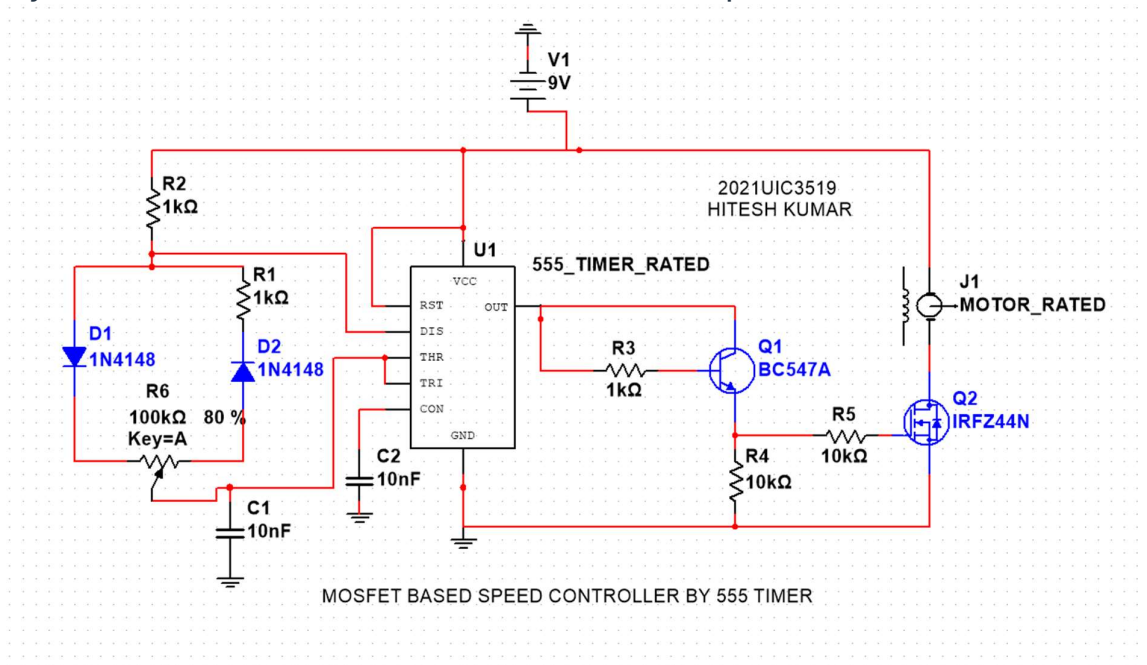 V1
9V
R2
1kΩ
2021UIC3519
HITESH KUMAR
U1
555_TIMER_RATED
VCC
RST
DIS
THR
TRI
CON
GND
OUT
R1
1kΩ
D1
1N4148
D2
1N4148
R6
100kΩ
80 %
Key=A
C1
10nF
C2
10nF
R3
1kΩ
Q1
BC547A
R4
10kΩ
R5
10kΩ
J1
MOTOR_RATED
Q2
IRFZ44N
MOSFET BASED SPEED CONTROLLER BY 555 TIMER